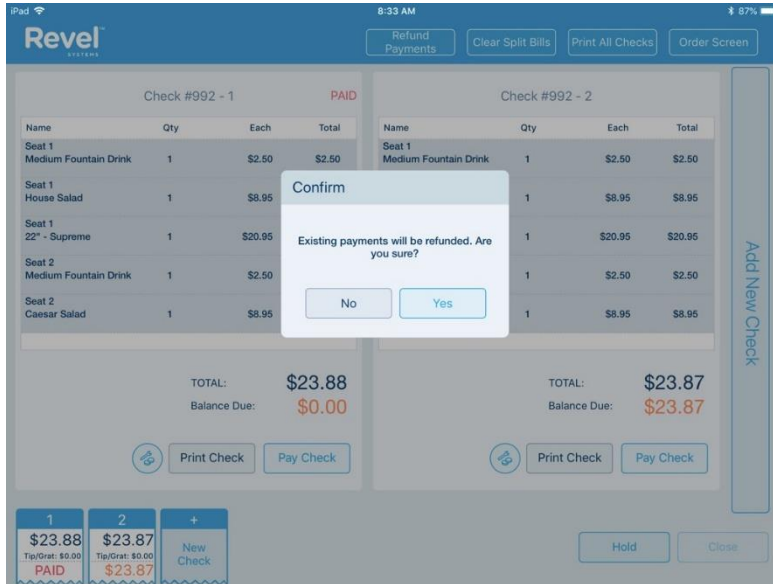 iPad 8:33 AM 87%
Revel
SYSTEMS
Refund
Payments
Clear Split Bills
Print All Checks
Order Screen
Check #992 - 1 PAID
Name Qty Each Total
Seat 1
Medium Fountain Drink 1 $2.50 $2.50
Seat 1
House Salad 1 $8.95
Seat 1
22" - Supreme 1 $20.95
Seat 2
Medium Fountain Drink 1 $2.50
Seat 2
Caesar Salad 1 $8.95
TOTAL: $23.88
Balance Due: $0.00
Print Check
Pay Check
Check #992 - 2
Name Qty Each Total
Seat 1
Medium Fountain Drink 1 $2.50 $2.50
1 $8.95 $8.95
1 $20.95 $20.95
1 $2.50 $2.50
1 $8.95 $8.95
TOTAL: $23.87
Balance Due: $23.87
Print Check
Pay Check
Confirm
Existing payments will be refunded. Are
you sure?
No
Yes
Add New Check
1
$23.88
Tip/Grat: $0.00
PAID
2
$23.87
Tip/Grat: $0.00
$23.87
+
New
Check
Hold
Close